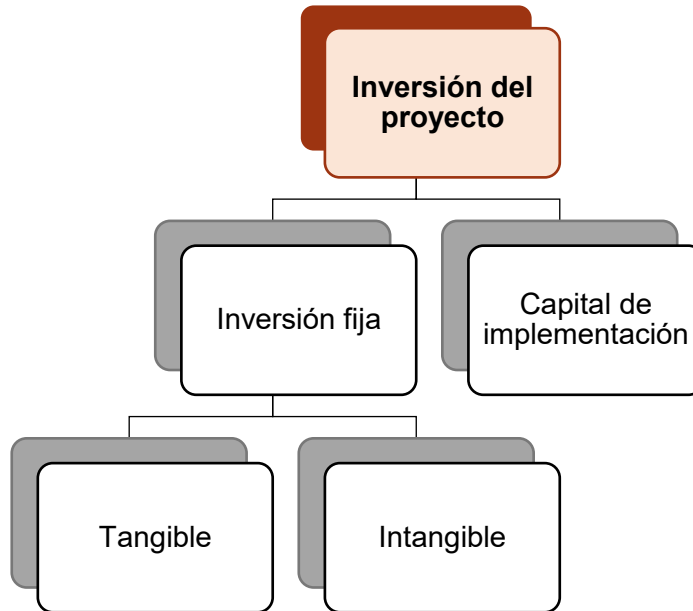 Inversión del
proyecto
Inversión fija
Capital de
implementación
Tangible
Intangible